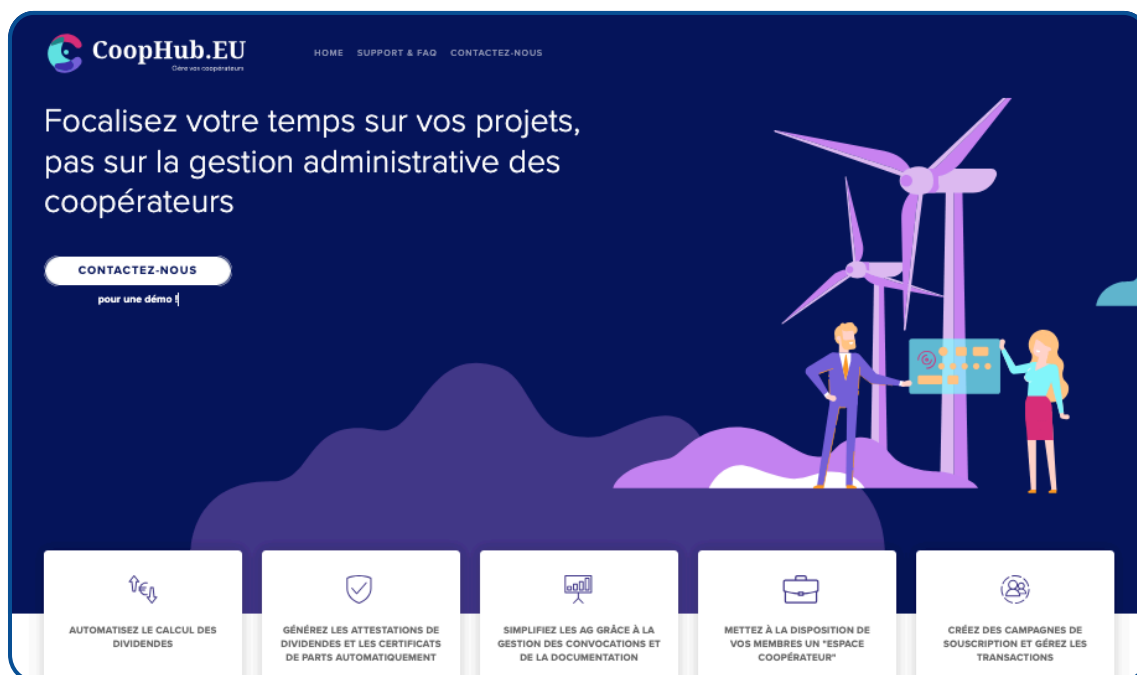 CoopHub.EU
Gère vos coopérateurs
HOME SUPPORT & FAQ CONTACTEZ-NOUS
Focalisez votre temps sur vos projets,
pas sur la gestion administrative des
coopérateurs
CONTACTEZ-NOUS
pour une démo !
AUTOMATISEZ LE CALCUL DES
DIVIDENDES
GÉNÉREZ LES ATTESTATIONS DE
DIVIDENDES ET LES CERTIFICATS
DE PARTS AUTOMATIQUEMENT
SIMPLIFIEZ LES AG GRÂCE À LA
GESTION DES CONVOCATIONS ET
DE LA DOCUMENTATION
METTEZ À LA DISPOSITION DE
VOS MEMBRES UN "ESPACE
COOPÉRATEUR"
CRÉEZ DES CAMPAGNES DE
SOUSCRIPTION ET GÉREZ LES
TRANSACTIONS